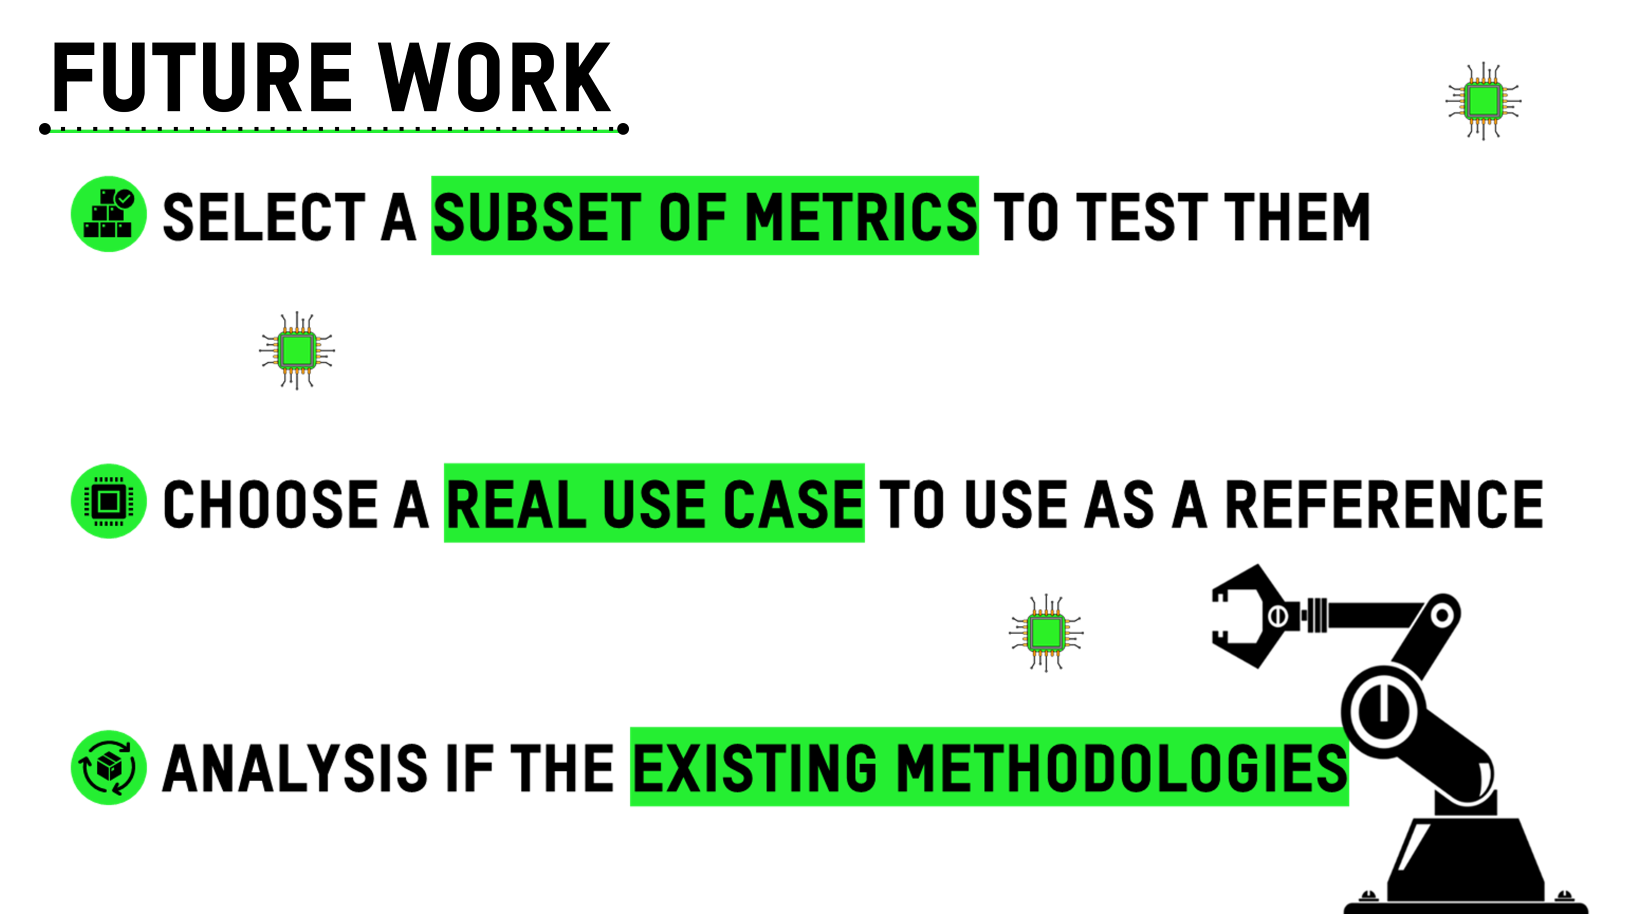 FUTURE WORK
SELECT A SUBSET OF METRICS TO TEST THEM
CHOOSE A REAL USE CASE TO USE AS A REFERENCE
ANALYSIS IF THE EXISTING METHODOLOGIES